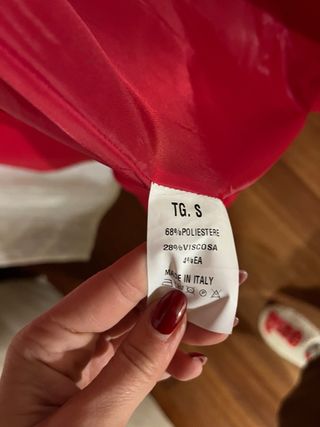 TG. S
68%POLIESTERE
28%VISCOSA
4%EA
MADE IN ITALY